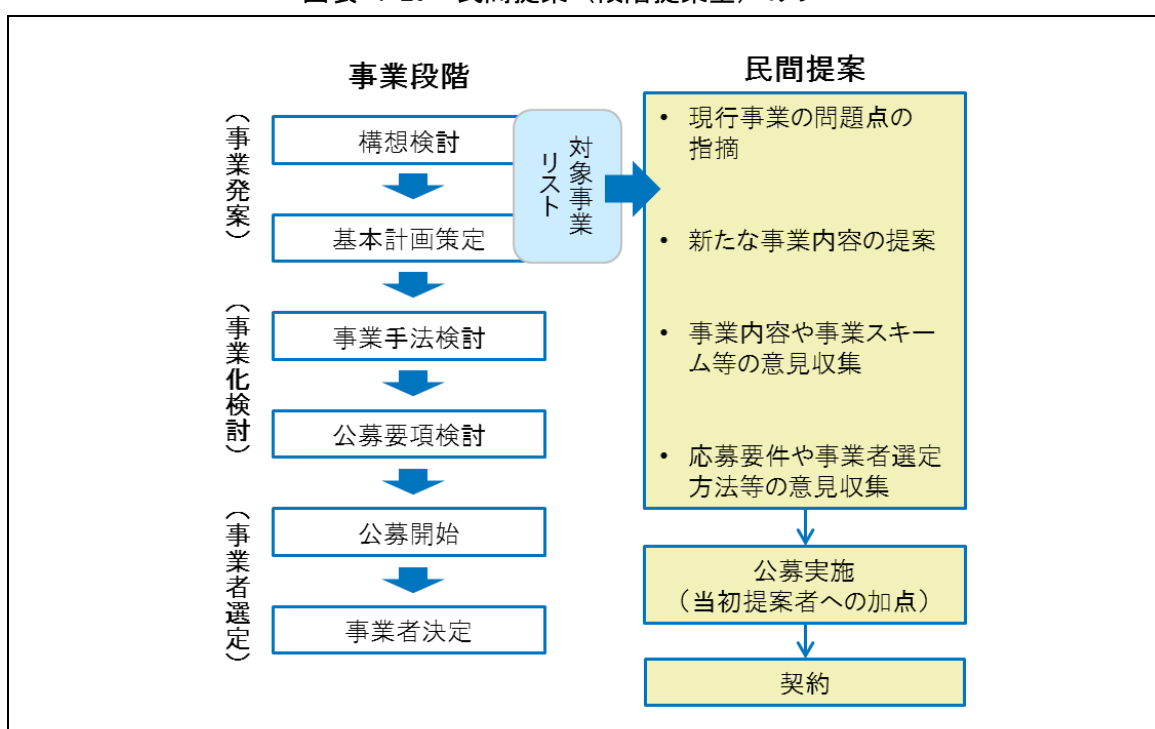 事業段階
(事業発案)
構想検討
基本計画策定
(事業化検討)
事業手法検討
公募要項検討
(事業者選定)
公募開始
事業者決定
対象事業
リスト
民間提案
• 現行事業の問題点の
指摘
• 新たな事業内容の提案
• 事業内容や事業スキー
ム等の意見収集
• 応募要件や事業者選定
方法等の意見収集
公募実施
(当初提案者への加点)
契約